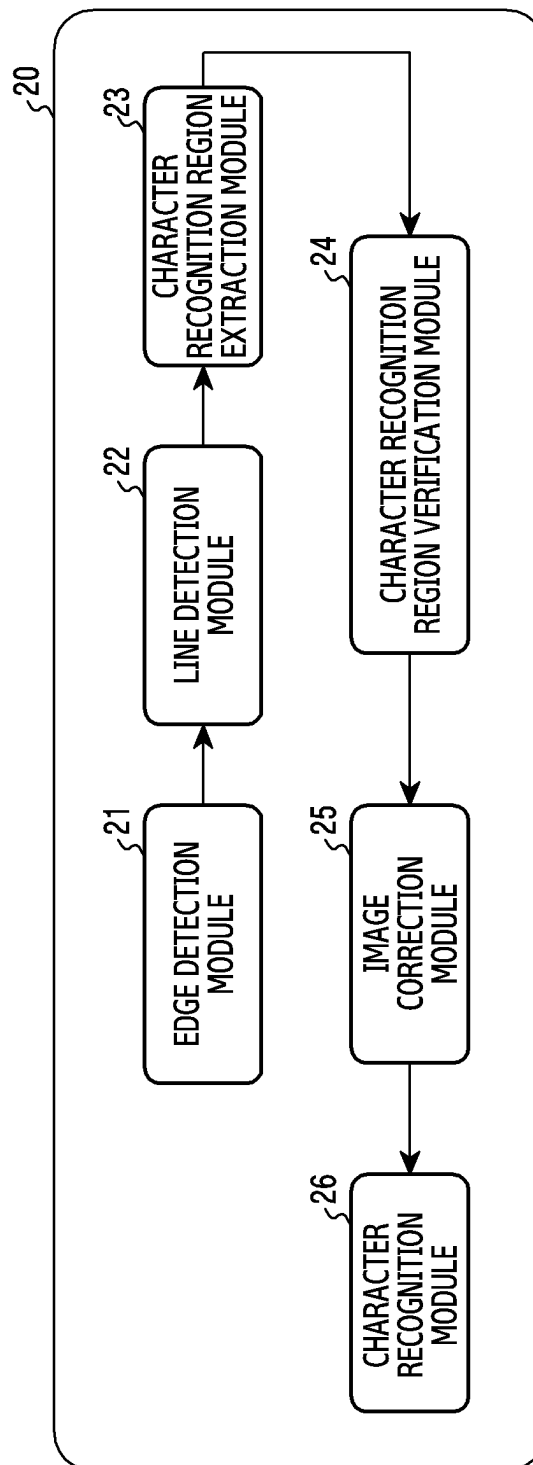 20
21
EDGE DETECTION
MODULE
22
LINE DETECTION
MODULE
23
CHARACTER
RECOGNITION REGION
EXTRACTION MODULE
24
CHARACTER RECOGNITION
REGION VERIFICATION MODULE
25
IMAGE
CORRECTION
MODULE
26
CHARACTER
RECOGNITION
MODULE